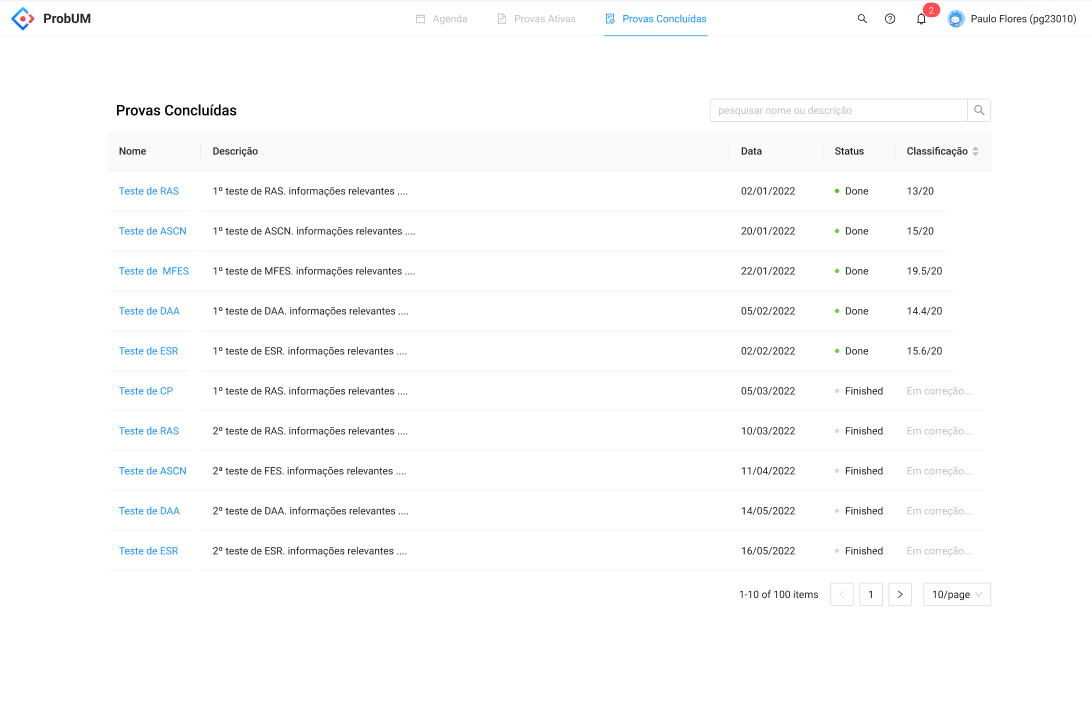 ProbUM Agenda Provas Ativas Provas Concluídas 2 Paulo Flores (pg23010)
Provas Concluídas pesquisar nome ou descrição
Nome Descrição Data Status Classificação
Teste de RAS 1º teste de RAS. informações relevantes .... 02/01/2022 Done 13/20
Teste de ASCN 1º teste de ASCN. informações relevantes .... 20/01/2022 Done 15/20
Teste de  MFES 1º teste de MFES. informações relevantes .... 22/01/2022 Done 19.5/20
Teste de DAA 1º teste de DAA. informações relevantes .... 05/02/2022 Done 14.4/20
Teste de ESR 1º teste de ESR. informações relevantes .... 02/02/2022 Done 15.6/20
Teste de CP 1º teste de RAS. informações relevantes .... 05/03/2022 Finished Em correção...
Teste de RAS 2º teste de RAS. informações relevantes .... 10/03/2022 Finished Em correção...
Teste de ASCN 2ª teste de FES. informações relevantes .... 11/04/2022 Finished Em correção...
Teste de DAA 2º teste de DAA. informações relevantes .... 14/05/2022 Finished Em correção...
Teste de ESR 2º teste de ESR. informações relevantes .... 16/05/2022 Finished Em correção...
1-10 of 100 items < 1 > 10/page